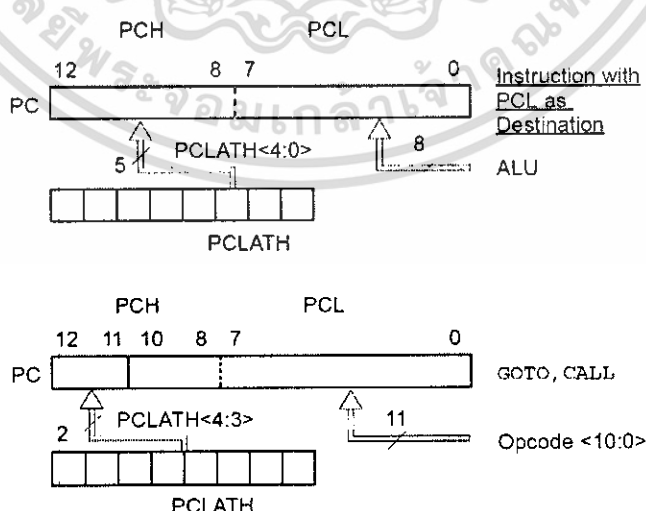 PCH PCL
12 8 7 0
PC
Instruction with
PCL as
Destination
5 PCLATH<4:0> 8
ALU
PCLATH
PCH PCL
12 11 10 8 7 0
PC GOTO, CALL
2 PCLATH<4:3> 11
Opcode <10:0>
PCLATH